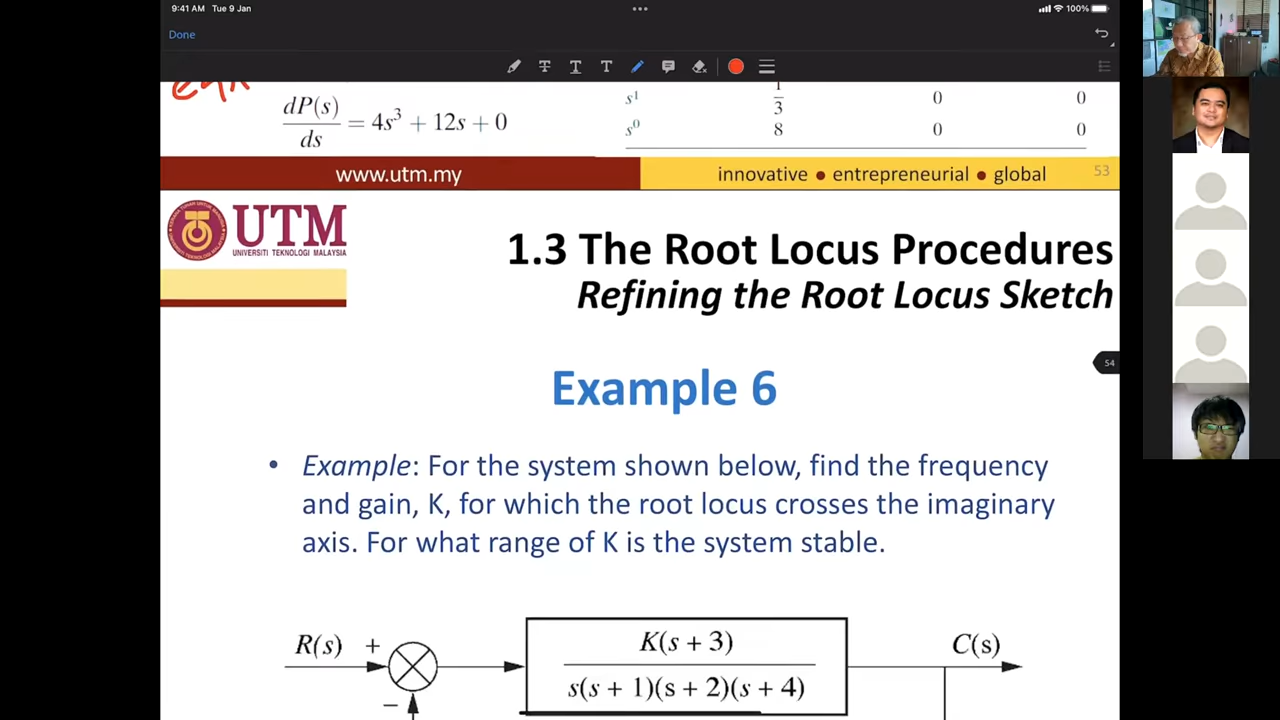 9:41 AM Tue 9 Jan
100%
Done
dP(s)/ds = 4s³ + 12s + 0
s¹ 1/3 0 0
s⁰ 8 0 0
www.utm.my
innovative ● entrepreneurial ● global
53
UTM
UNIVERSITI TEKNOLOGI MALAYSIA
1.3 The Root Locus Procedures
Refining the Root Locus Sketch
54
Example 6
• Example: For the system shown below, find the frequency
and gain, K, for which the root locus crosses the imaginary
axis. For what range of K is the system stable.
R(s) +
K(s + 3)
C(s)
s(s + 1)(s + 2)(s + 4)
−